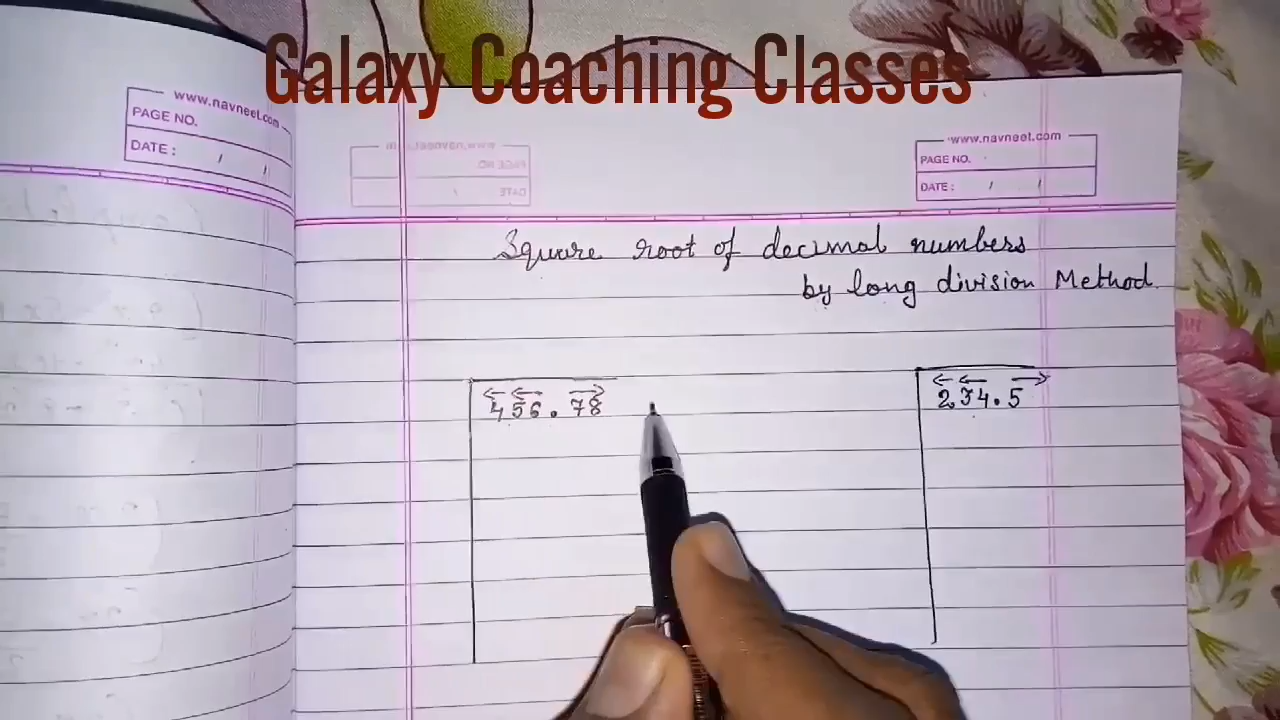 Galaxy Coaching Classes
www.navneet.com
PAGE NO.
DATE : / /
www.navneet.com
PAGE NO.
DATE : / /
Square root of decimal numbers
by long division Method
456.78
234.5